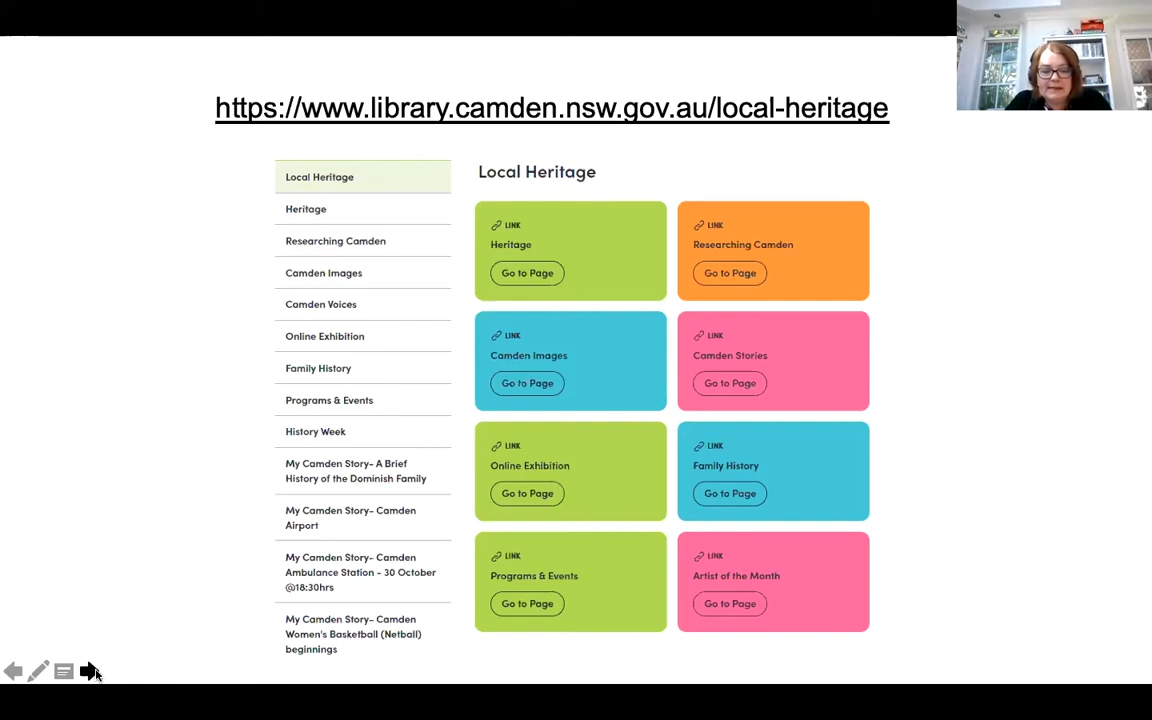 https://www.library.camden.nsw.gov.au/local-heritage
Local Heritage
Heritage
Researching Camden
Camden Images
Camden Voices
Online Exhibition
Family History
Programs & Events
History Week
My Camden Story- A Brief
History of the Dominish Family
My Camden Story- Camden
Airport
My Camden Story- Camden
Ambulance Station - 30 October
@18:30hrs
My Camden Story- Camden
Women's Basketball (Netball)
beginnings
Local Heritage
LINK
Heritage
Go to Page
LINK
Researching Camden
Go to Page
LINK
Camden Images
Go to Page
LINK
Camden Stories
Go to Page
LINK
Online Exhibition
Go to Page
LINK
Family History
Go to Page
LINK
Programs & Events
Go to Page
LINK
Artist of the Month
Go to Page